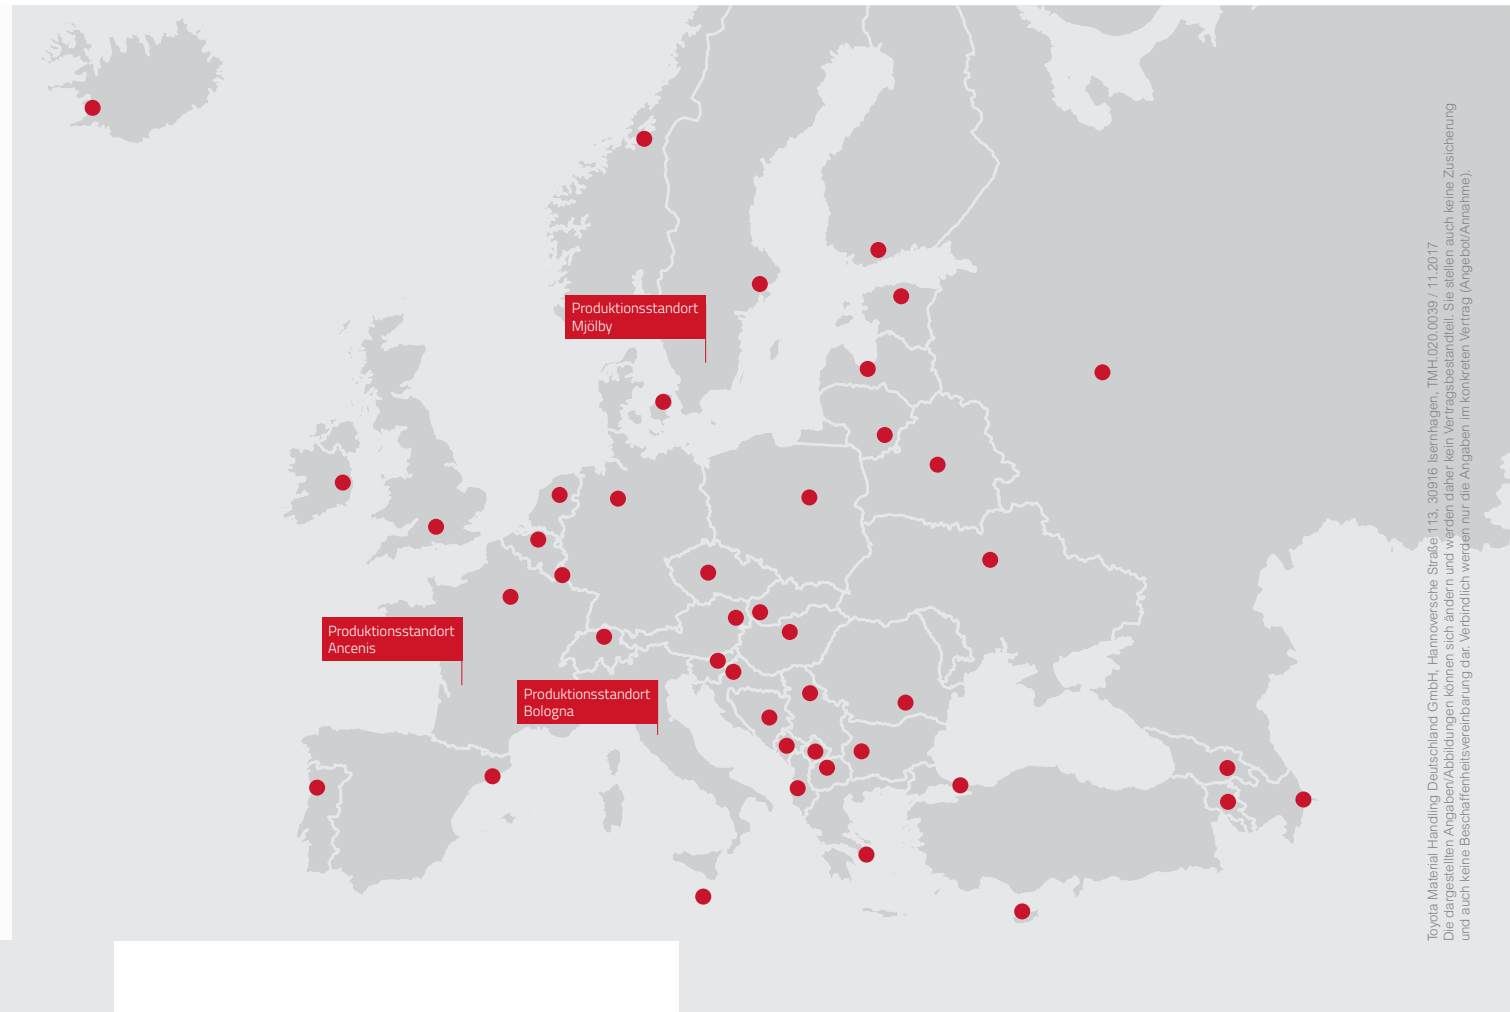 Produktionsstandort
Mjölby
Produktionsstandort
Ancenis
Produktionsstandort
Bologna
Toyota Material Handling Deutschland GmbH, Hannoversche Straße 113, 30916 Isernhagen, TMH.020.0039 / 11.2017
Die dargestellten Angaben/Abbildungen können sich ändern und werden daher kein Vertragsbestandteil. Sie stellen auch keine Zusicherung
und auch keine Beschaffenheitsvereinbarung dar. Verbindlich werden nur die Angaben im konkreten Vertrag (Angebot/Annahme).